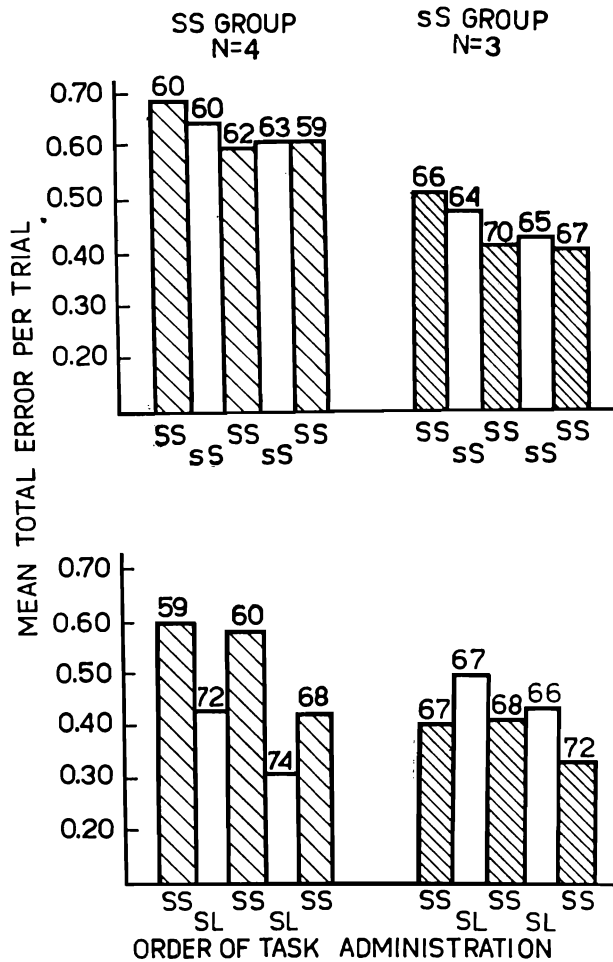 SS GROUP
N=4
sS GROUP
N=3
MEAN TOTAL ERROR PER TRIAL
0.70
0.60
0.50
0.40
0.30
0.20
60 60 62 63 59
66 64 70 65 67
SS SS SS SS SS
sS sS sS sS
0.70
0.60
0.50
0.40
0.30
0.20
59 72 60 74 68
67 67 68 66 72
SS SS SS SS SS SS
SL SL SL SL
ORDER OF TASK ADMINISTRATION